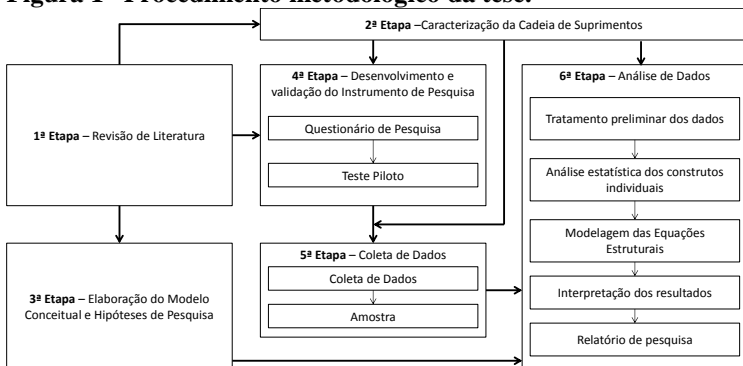 Figura 1- Procedimento metodológico da tese.
2ª Etapa –Caracterização da Cadeia de Suprimentos
1ª Etapa – Revisão de Literatura
4ª Etapa – Desenvolvimento e
validação do Instrumento de Pesquisa
Questionário de Pesquisa
Teste Piloto
3ª Etapa – Elaboração do Modelo
Conceitual e Hipóteses de Pesquisa
5ª Etapa – Coleta de Dados
Coleta de Dados
Amostra
6ª Etapa – Análise de Dados
Tratamento preliminar dos dados
Análise estatística dos construtos
individuais
Modelagem das Equações
Estruturais
Interpretação dos resultados
Relatório de pesquisa